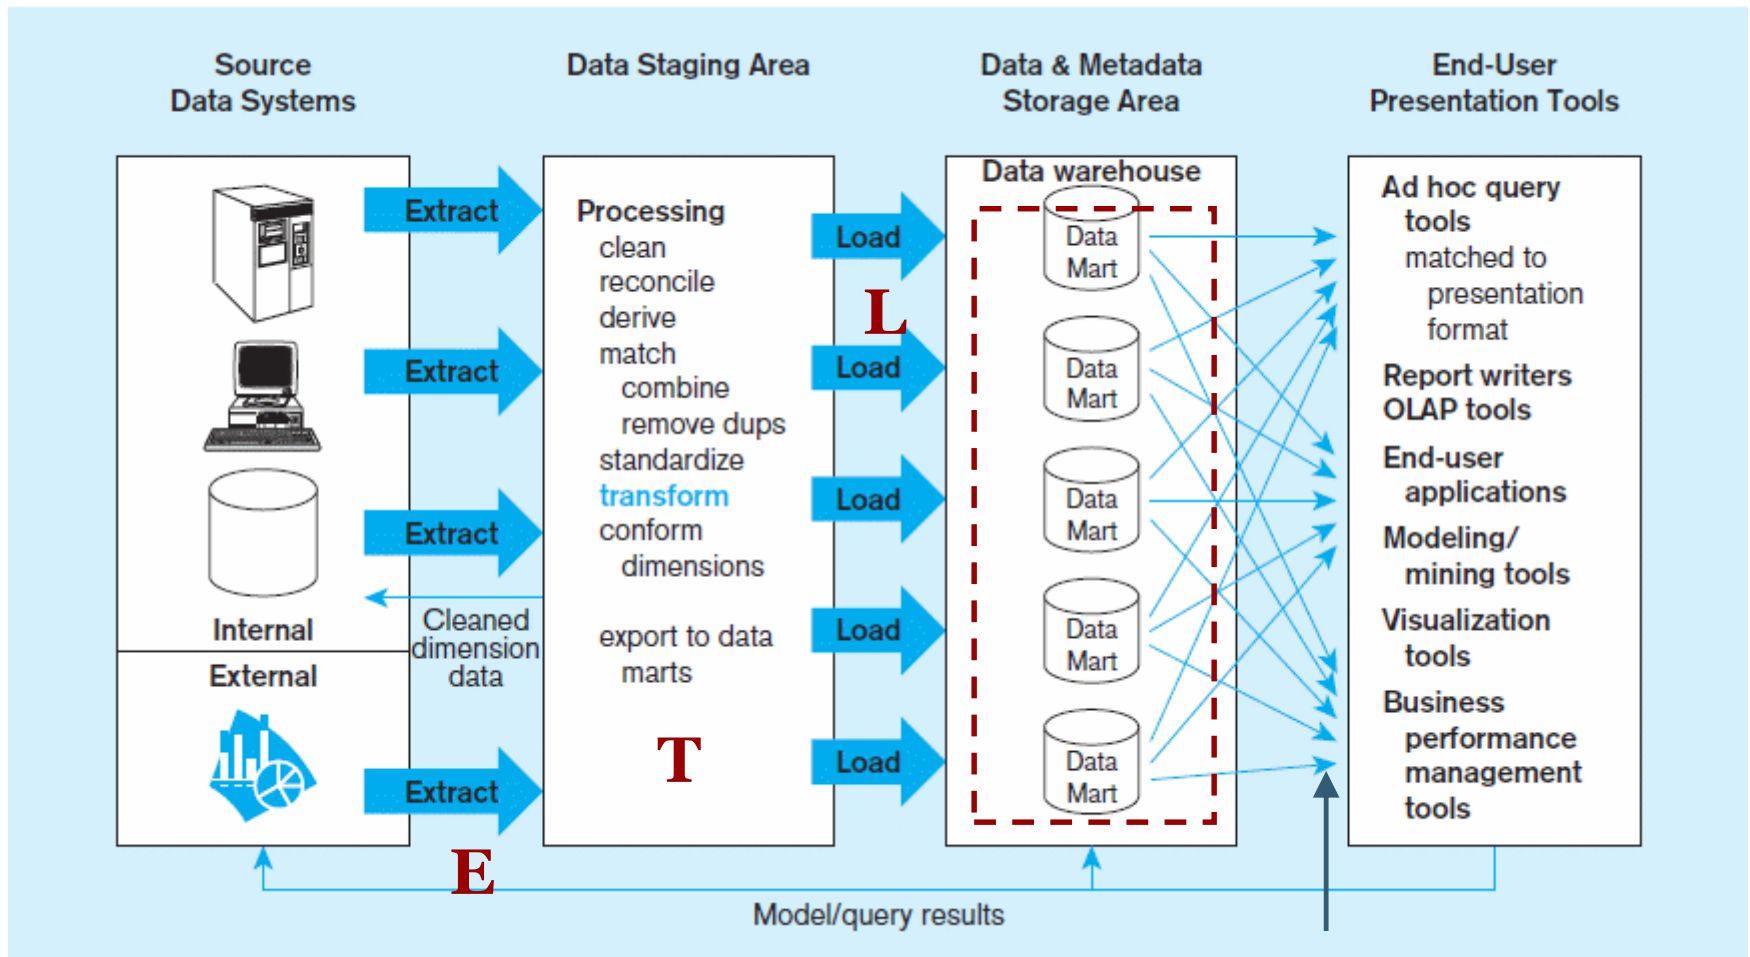 Source
Data Systems
Data Staging Area
Data & Metadata
Storage Area
End-User
Presentation Tools
Extract
Extract
Extract
Internal
External
Extract
E
Cleaned
dimension
data
Processing
clean
reconcile
derive
match
combine
remove dups
standardize
transform
conform
dimensions
export to data
marts
T
Load
L
Load
Load
Load
Load
Data warehouse
Data
Mart
Data
Mart
Data
Mart
Data
Mart
Data
Mart
Ad hoc query
tools
matched to
presentation
format
Report writers
OLAP tools
End-user
applications
Modeling/
mining tools
Visualization
tools
Business
performance
management
tools
Model/query results